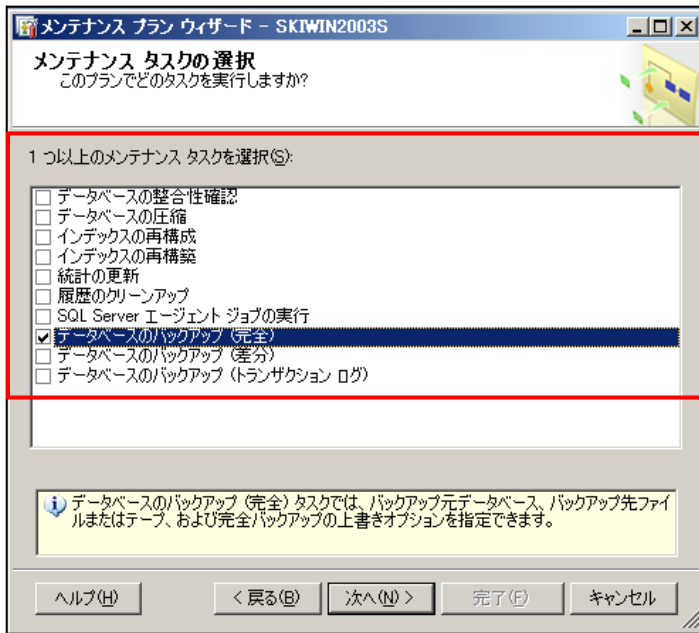 メンテナンス プラン ウィザード - SKIWIN2003S
メンテナンス タスクの選択
このプランでどのタスクを実行しますか?
1 つ以上のメンテナンス タスクを選択(S):
データベースの整合性確認
データベースの圧縮
インデックスの再構成
インデックスの再構築
統計の更新
履歴のクリーンアップ
SQL Server エージェント ジョブの実行
データベースのバックアップ (完全)
データベースのバックアップ (差分)
データベースのバックアップ (トランザクション ログ)
データベースのバックアップ (完全) タスクでは、バックアップ元データベース、バックアップ先ファイ
ルまたはテープ、および完全バックアップの上書きオプションを指定できます。
ヘルプ(H) < 戻る(B) 次へ(N) > 完了(F) キャンセル